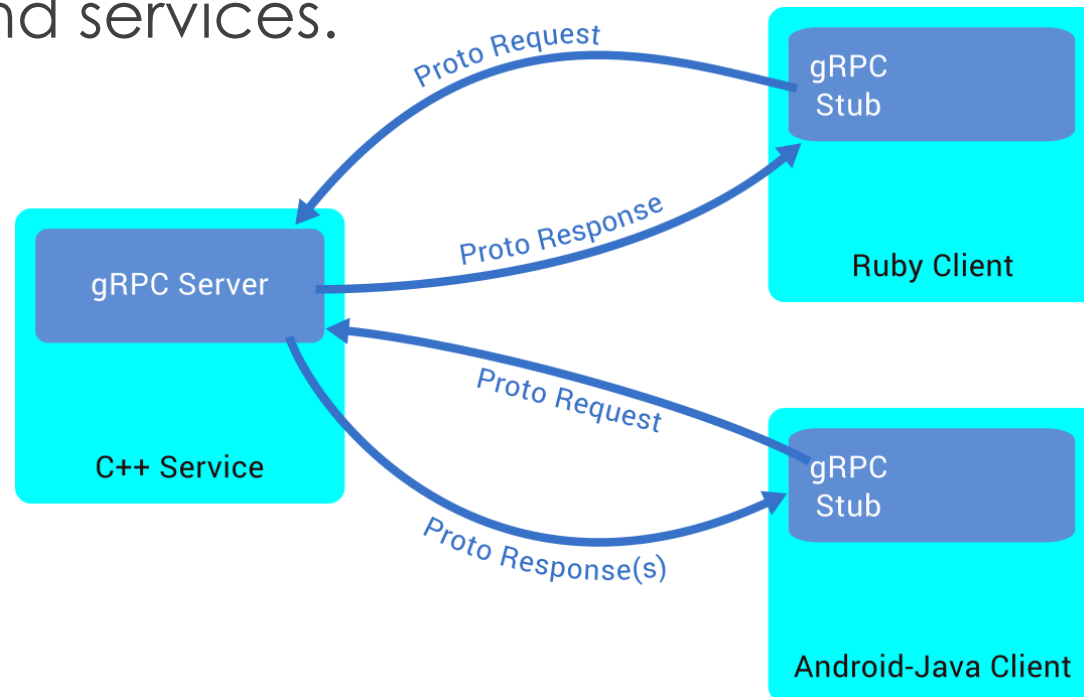 nd services.
Proto Request
gRPC
Stub
Proto Response
Ruby Client
gRPC Server
Proto Request
C++ Service
gRPC
Stub
Proto Response(s)
Android-Java Client